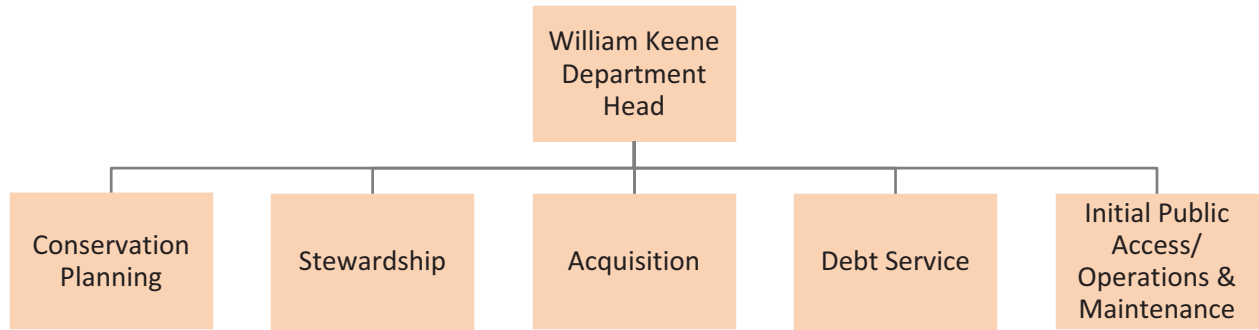 William Keene
Department
Head
Conservation
Planning
Stewardship
Acquisition
Debt Service
Initial Public
Access/
Operations &
Maintenance